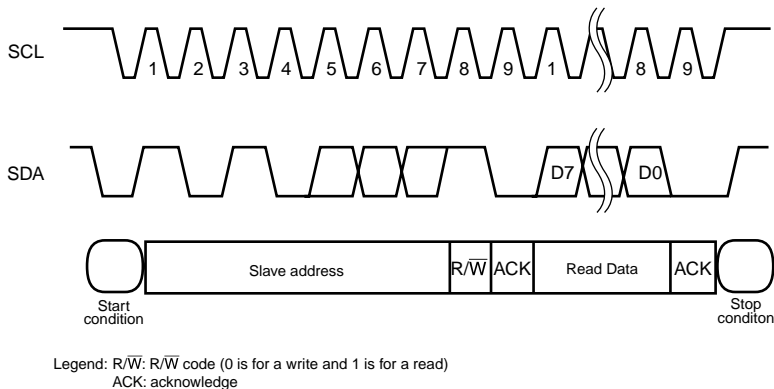 SCL
1 2 3 4 5 6 7 8 9 1 8 9
SDA
D7 D0
Slave address R/W̅ ACK Read Data ACK
Start
condition
Stop
conditon
Legend: R/W̅: R/W̅ code (0 is for a write and 1 is for a read)
ACK: acknowledge